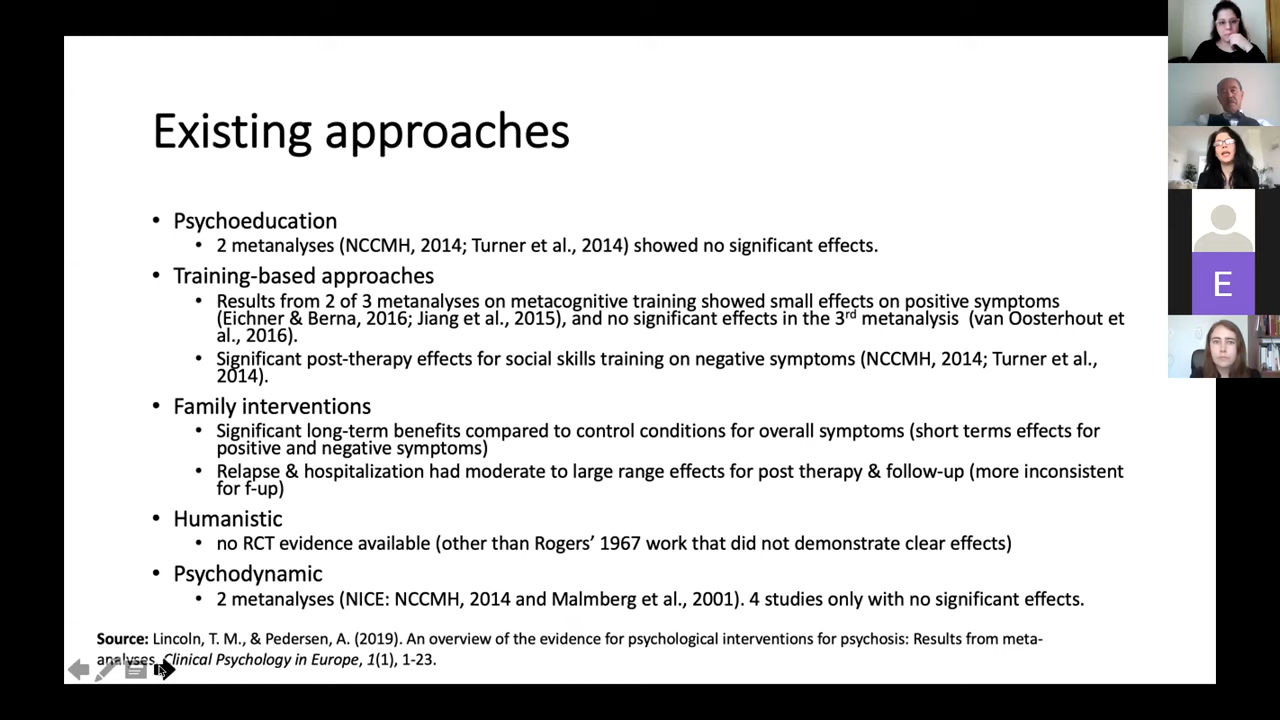 Existing approaches
• Psychoeducation
• 2 metanalyses (NCCMH, 2014; Turner et al., 2014) showed no significant effects.
• Training-based approaches
• Results from 2 of 3 metanalyses on metacognitive training showed small effects on positive symptoms
(Eichner & Berna, 2016; Jiang et al., 2015), and no significant effects in the 3rd metanalysis (van Oosterhout et
al., 2016).
• Significant post-therapy effects for social skills training on negative symptoms (NCCMH, 2014; Turner et al.,
2014).
• Family interventions
• Significant long-term benefits compared to control conditions for overall symptoms (short terms effects for
positive and negative symptoms)
• Relapse & hospitalization had moderate to large range effects for post therapy & follow-up (more inconsistent
for f-up)
• Humanistic
• no RCT evidence available (other than Rogers’ 1967 work that did not demonstrate clear effects)
• Psychodynamic
• 2 metanalyses (NICE: NCCMH, 2014 and Malmberg et al., 2001). 4 studies only with no significant effects.
Source: Lincoln, T. M., & Pedersen, A. (2019). An overview of the evidence for psychological interventions for psychosis: Results from meta-
analyses. Clinical Psychology in Europe, 1(1), 1-23.
E